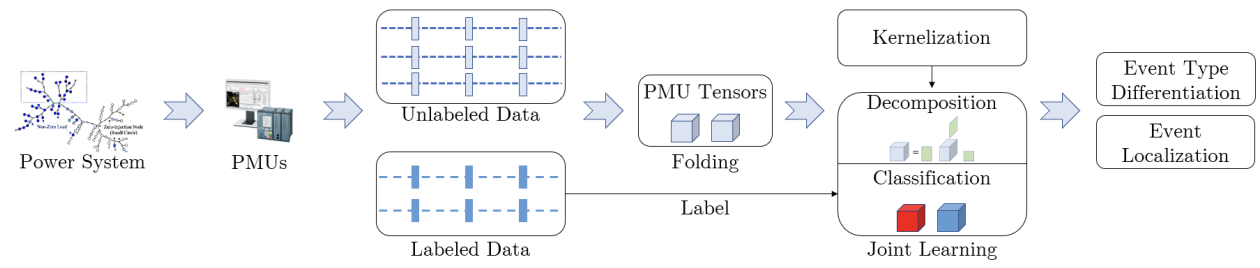 Non-Zero Load
Zero-Injection Node
(Small Circle)
Power System
PMUs
Unlabeled Data
Labeled Data
PMU Tensors
Folding
Label
Kernelization
Decomposition
=
Classification
Joint Learning
Event Type
Differentiation
Event
Localization